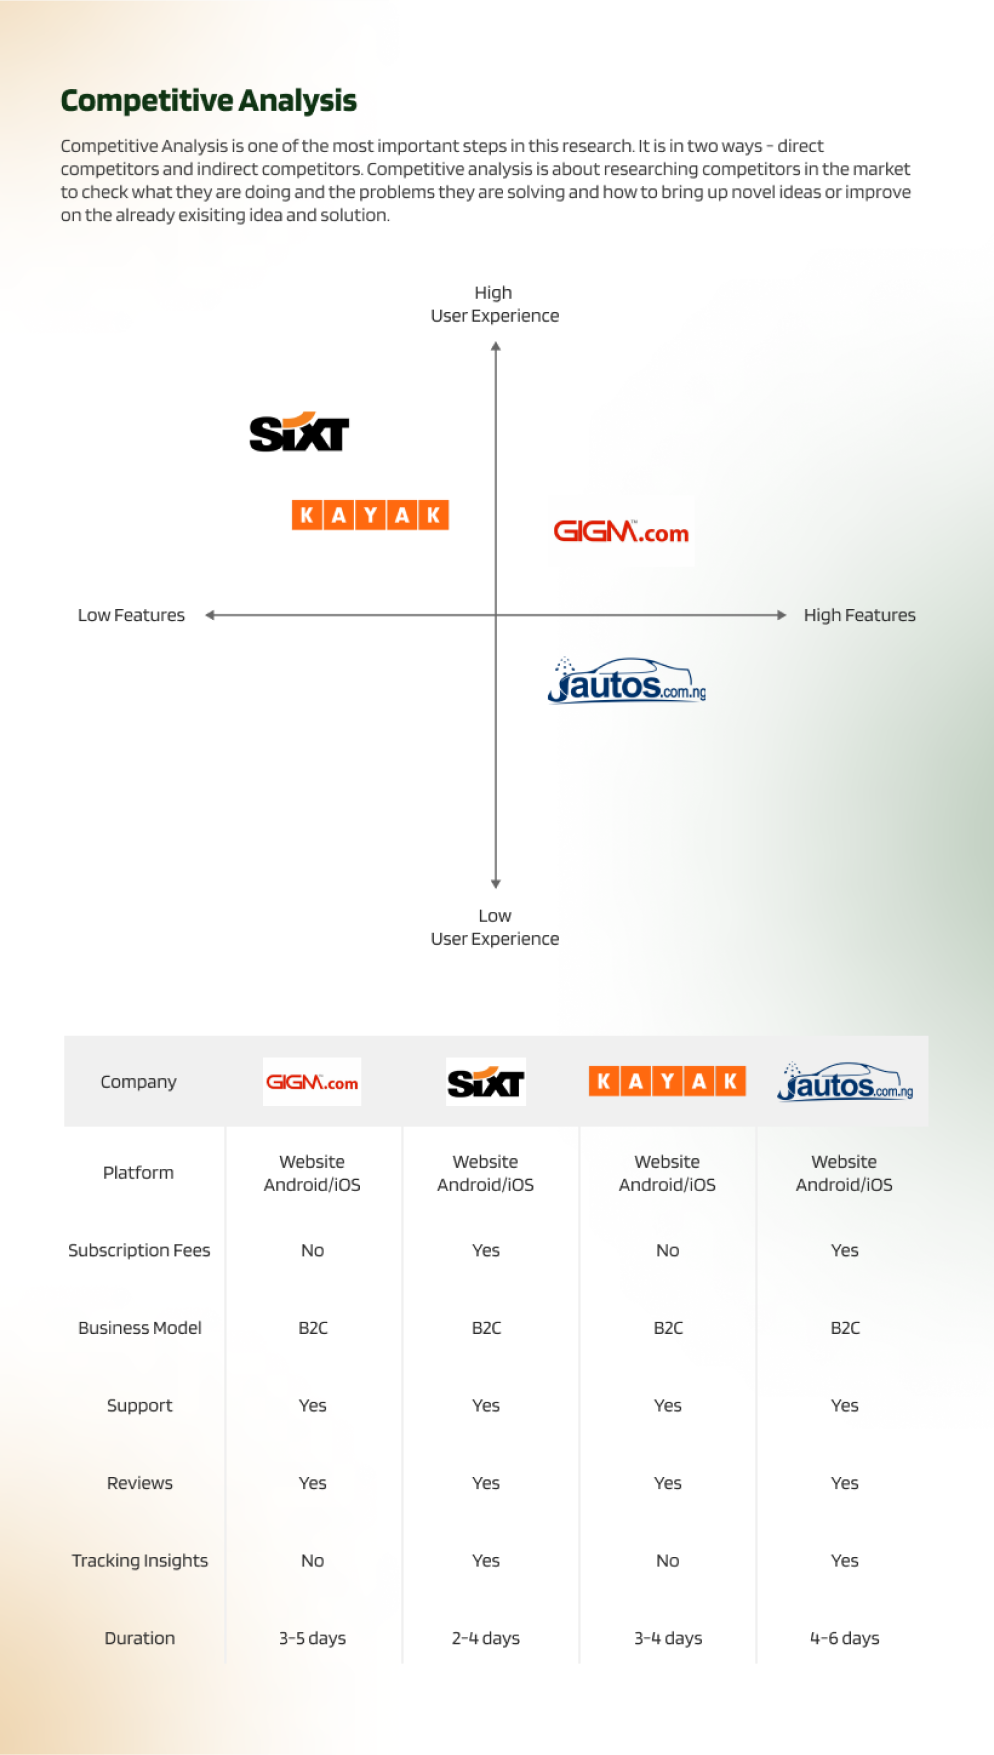 Competitive Analysis
Competitive Analysis is one of the most important steps in this research. It is in two ways - direct
competitors and indirect competitors. Competitive analysis is about researching competitors in the market
to check what they are doing and the problems they are solving and how to bring up novel ideas or improve
on the already exisiting idea and solution.
High
User Experience
SIXT
KAYAK
GIGM.com
Low Features
High Features
Jautos.com.ng
Low
User Experience
Company GIGM.com SIXT KAYAK Jautos.com.ng
Platform Website Android/iOS Website Android/iOS Website Android/iOS Website Android/iOS
Subscription Fees No Yes No Yes
Business Model B2C B2C B2C B2C
Support Yes Yes Yes Yes
Reviews Yes Yes Yes Yes
Tracking Insights No Yes No Yes
Duration 3-5 days 2-4 days 3-4 days 4-6 days